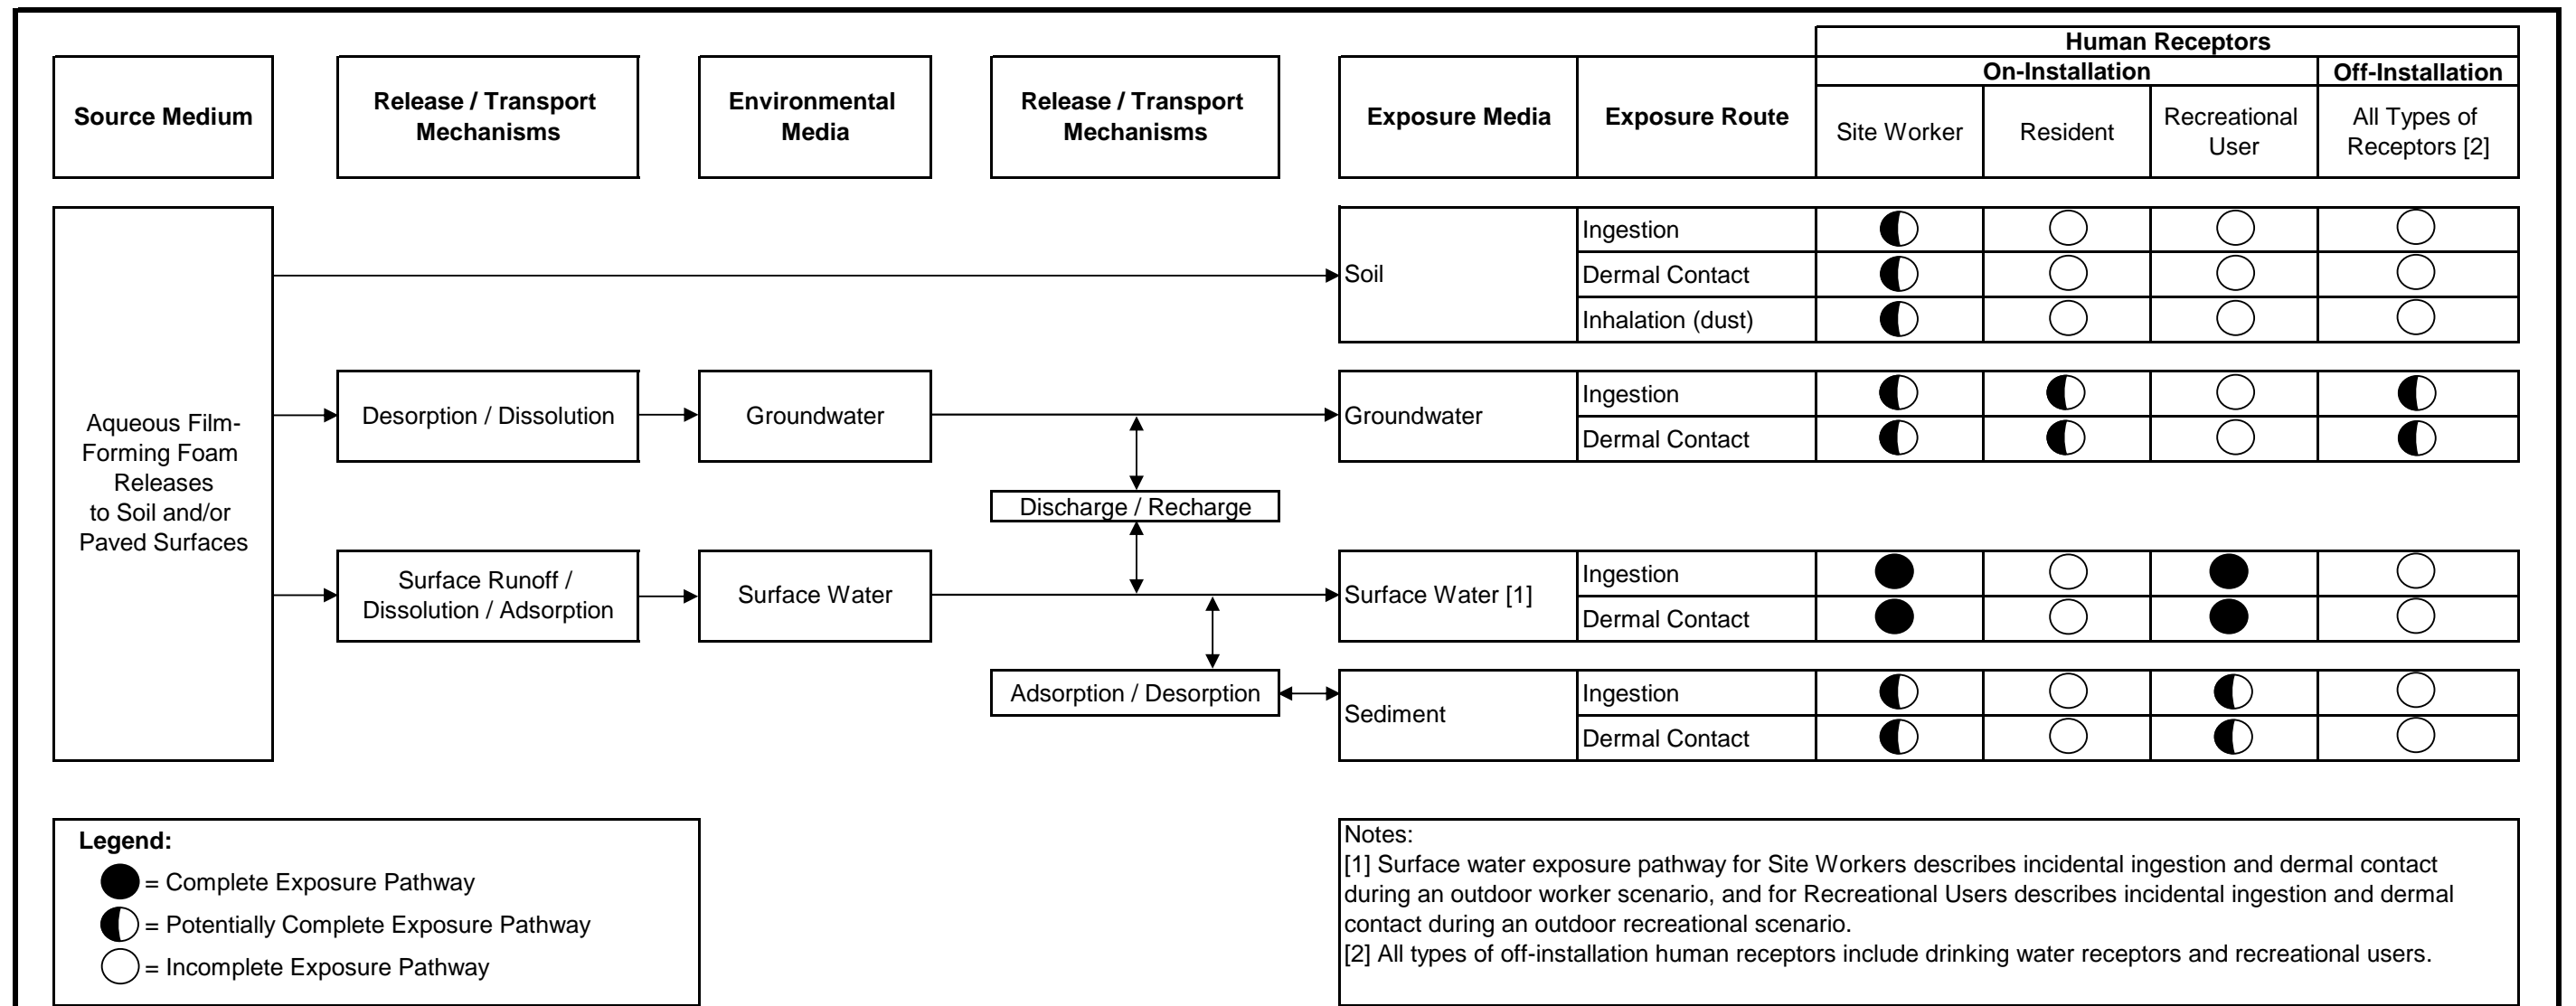 Human Receptors
On-Installation
Off-Installation
Source Medium
Release / Transport
Mechanisms
Environmental
Media
Release / Transport
Mechanisms
Exposure Media
Exposure Route
Site Worker
Resident
Recreational
User
All Types of
Receptors [2]
Aqueous Film-
Forming Foam
Releases
to Soil and/or
Paved Surfaces
Soil
Ingestion
Dermal Contact
Inhalation (dust)
Desorption / Dissolution
Groundwater
Groundwater
Ingestion
Dermal Contact
Discharge / Recharge
Surface Runoff /
Dissolution / Adsorption
Surface Water
Surface Water [1]
Ingestion
Dermal Contact
Adsorption / Desorption
Sediment
Ingestion
Dermal Contact
Legend:
= Complete Exposure Pathway
= Potentially Complete Exposure Pathway
= Incomplete Exposure Pathway
Notes:
[1] Surface water exposure pathway for Site Workers describes incidental ingestion and dermal contact
during an outdoor worker scenario, and for Recreational Users describes incidental ingestion and dermal
contact during an outdoor recreational scenario.
[2] All types of off-installation human receptors include drinking water receptors and recreational users.